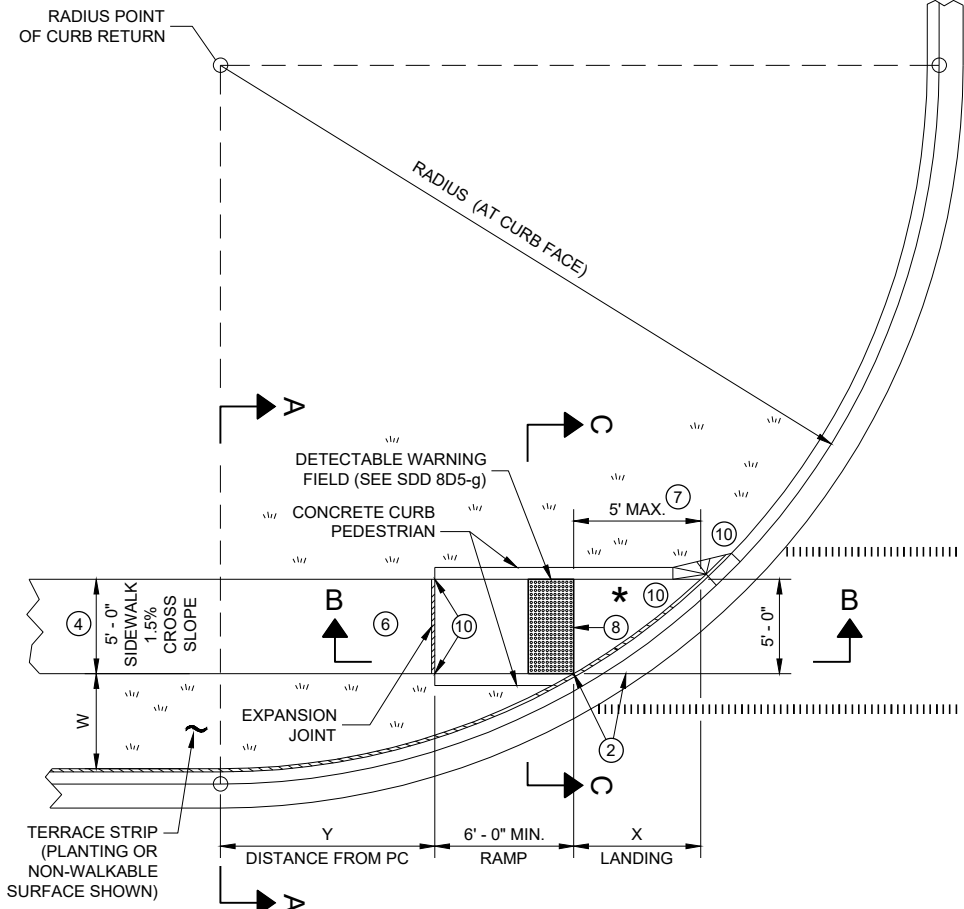 RADIUS POINT
OF CURB RETURN
RADIUS (AT CURB FACE)
A
C
DETECTABLE WARNING
FIELD (SEE SDD 8D5-g)
CONCRETE CURB
PEDESTRIAN
7
5' MAX.
10
4
5' - 0"
SIDEWALK
1.5%
CROSS
SLOPE
B
6
10
*
10
8
5' - 0"
B
W
EXPANSION
JOINT
2
C
TERRACE STRIP
(PLANTING OR
NON-WALKABLE
SURFACE SHOWN)
Y
DISTANCE FROM PC
6' - 0" MIN.
RAMP
X
LANDING
A